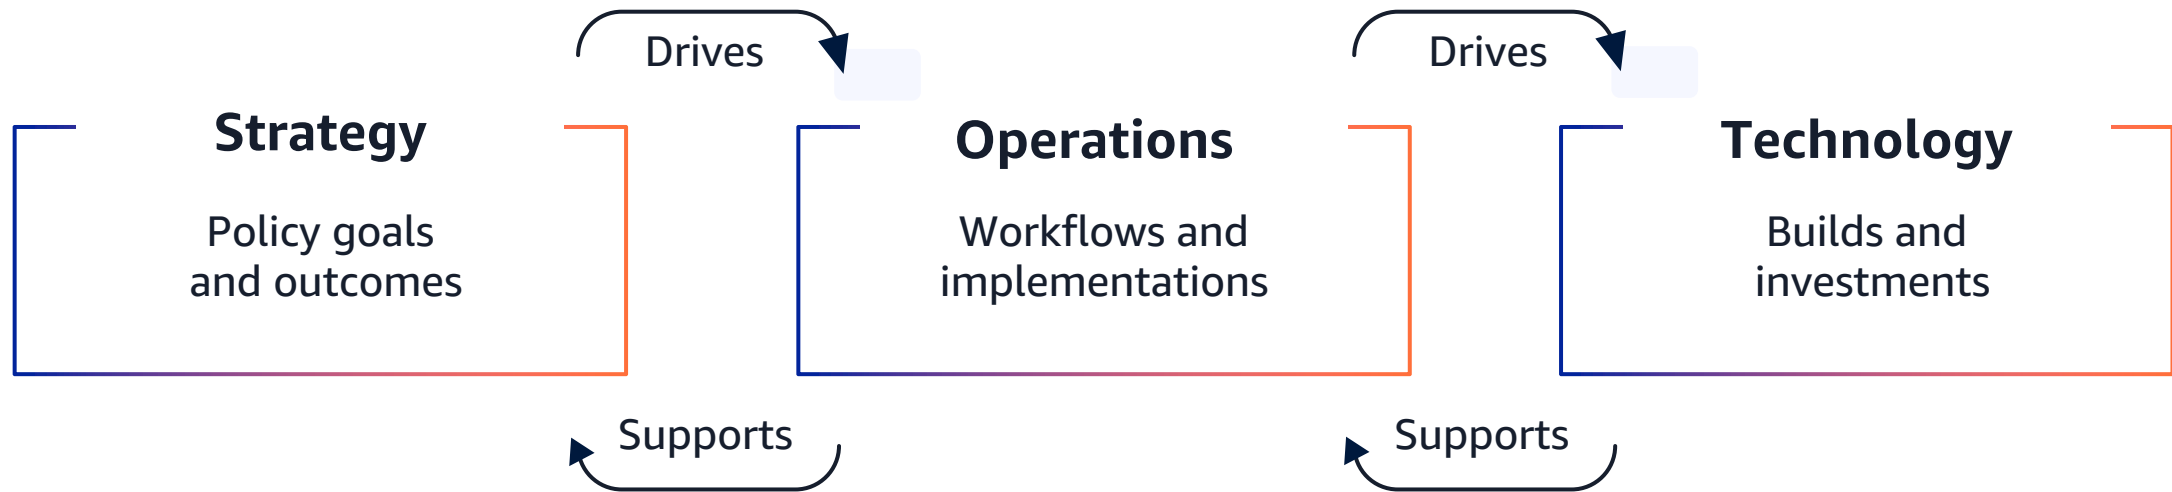 Drives
Drives
Strategy
Operations
Technology
Policy goals
and outcomes
Workflows and
implementations
Builds and
investments
Supports
Supports